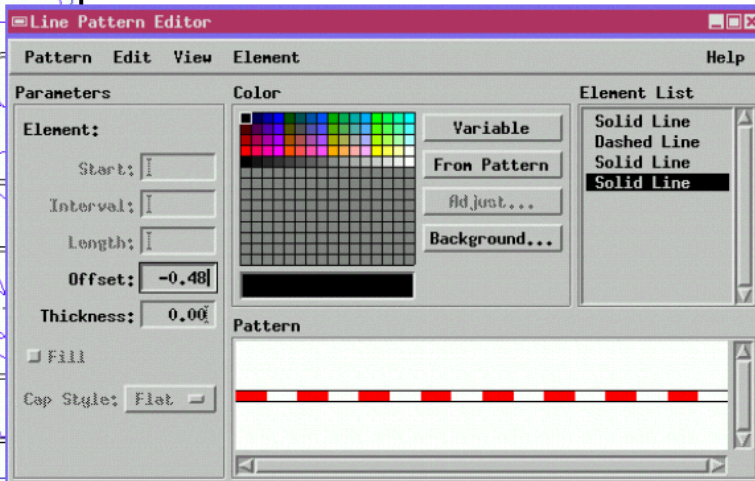 Line Pattern Editor
Pattern Edit View Element Help
Parameters
Element:
Start:
Interval:
Length:
Offset: -0.48
Thickness: 0.00
Fill
Cap Style: Flat
Color
Variable
From Pattern
Adjust...
Background...
Element List
Solid Line
Dashed Line
Solid Line
Solid Line
Pattern